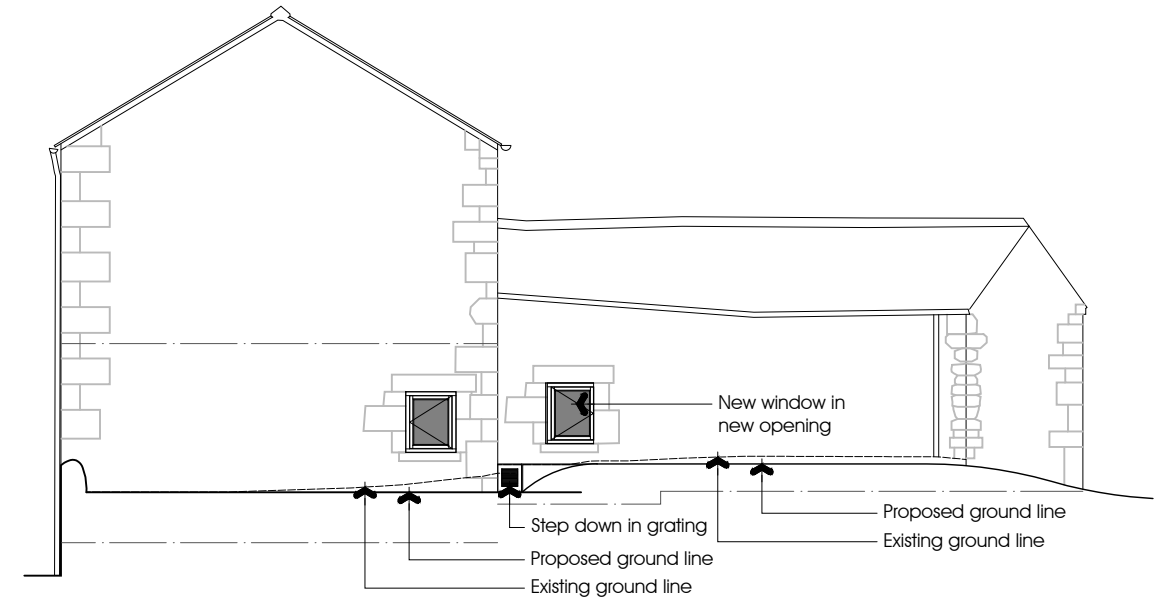 New window in
new opening
Proposed ground line
Step down in grating
Existing ground line
Proposed ground line
Existing ground line